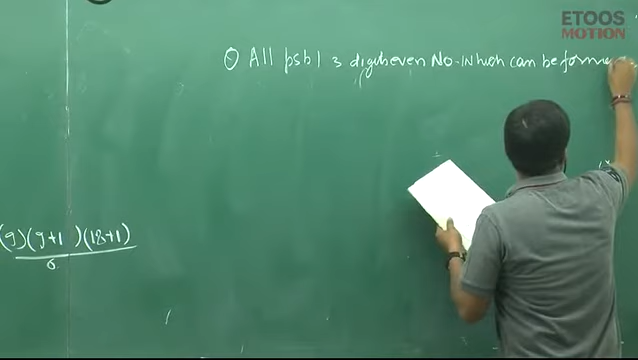 ETOOS
MOTION
Q All psbl 3 digit even No. which can be forme
(9)(9+1)(18+1)
6